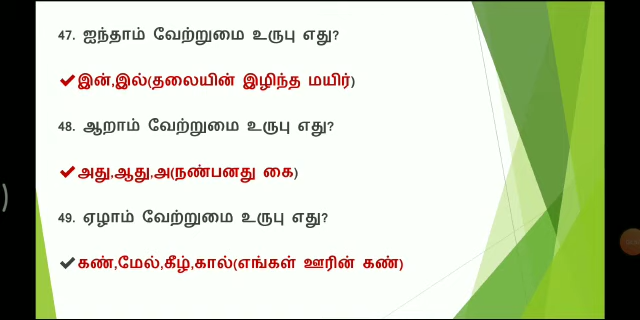 47. ஐந்தாம் வேற்றுமை உருபு எது?
✔இன்,இல்(தலையின் இழிந்த மயிர்)
48. ஆறாம் வேற்றுமை உருபு எது?
✔அது,ஆது,அ(நண்பனது கை)
49. ஏழாம் வேற்றுமை உருபு எது?
✔கண்,மேல்,கீழ்,கால்(எங்கள் ஊரின் கண்)